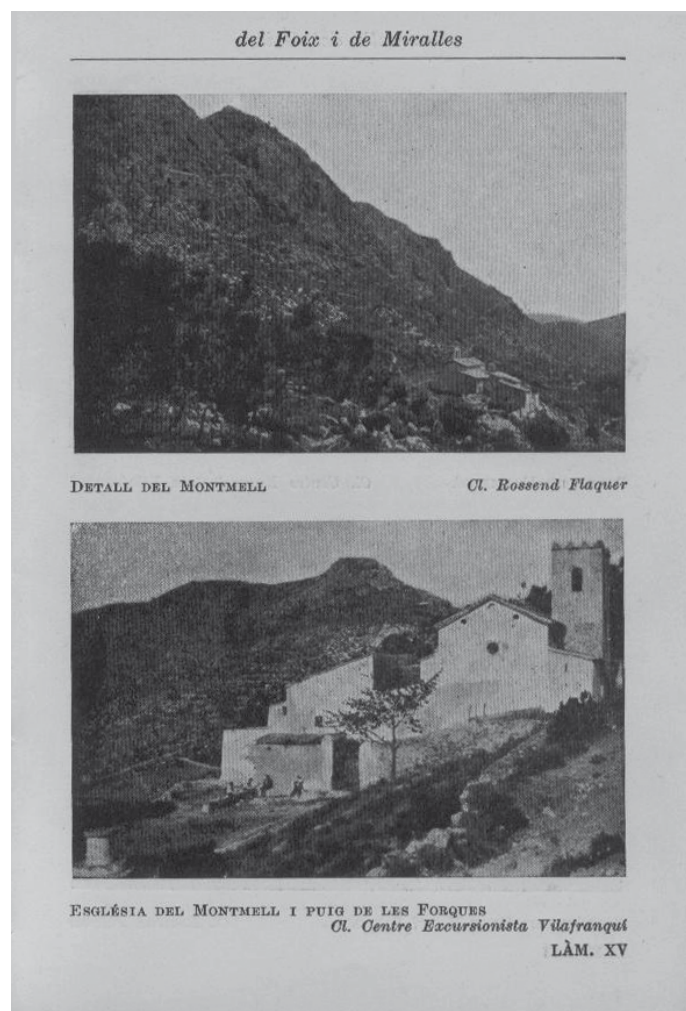 del Foix i de Miralles
Detall del Montmell
Cl. Rossend Flaquer
Església del Montmell i puig de les Forques
Cl. Centre Excursionista Vilafranquí
LÀM. XV